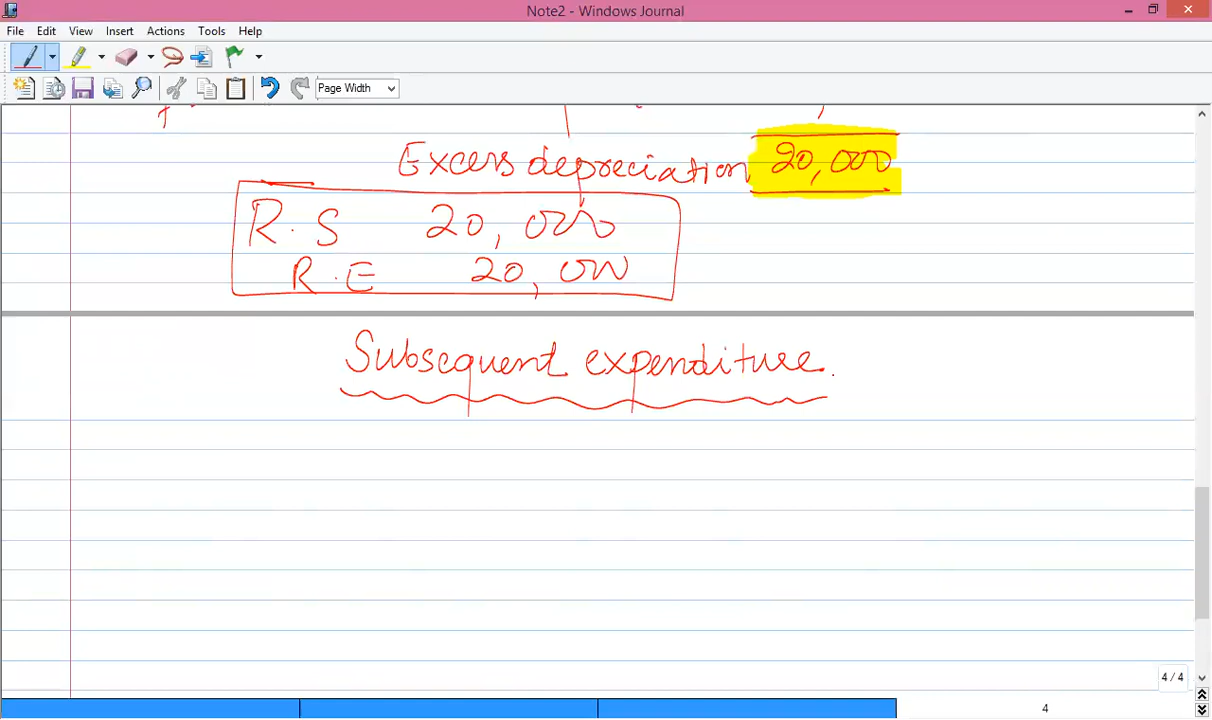 Note2 - Windows Journal
File Edit View Insert Actions Tools Help
Page Width
Excess depreciation 20,000
R.S 20,000
R.E 20,000
Subsequent expenditure.
4 / 4
4